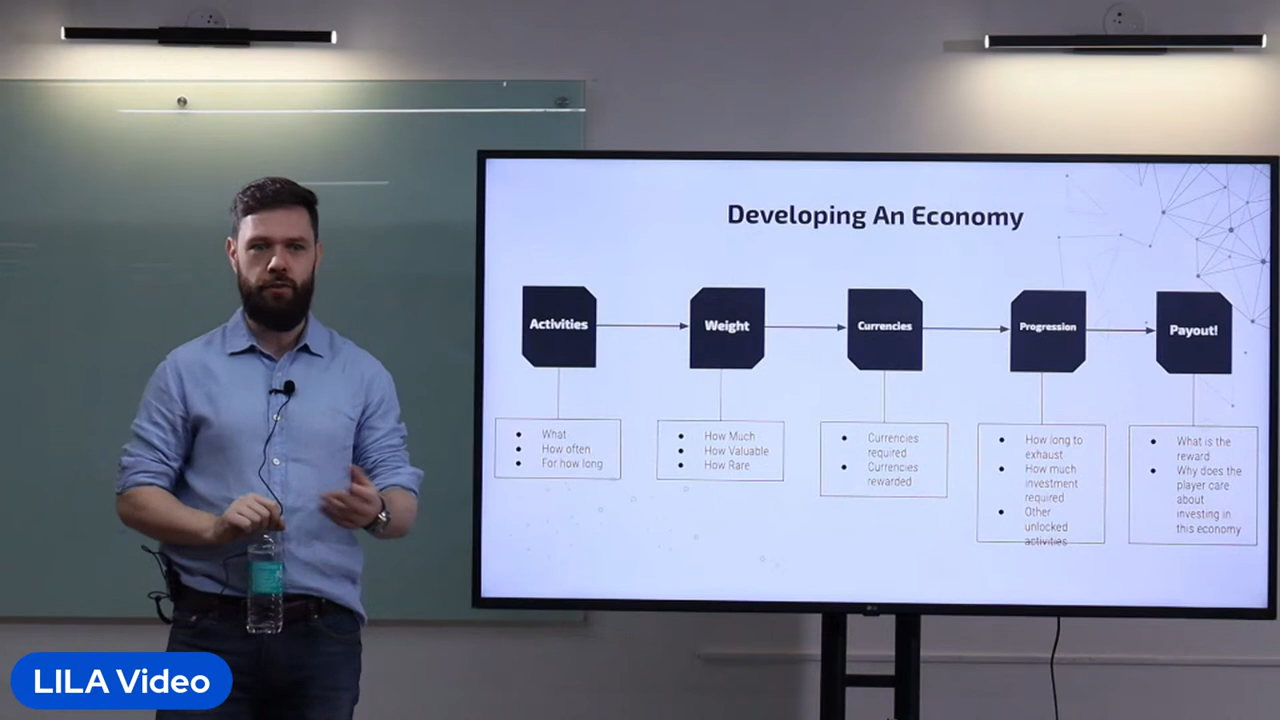 Developing An Economy
Activities
Weight
Currencies
Progression
Payout!
What
How often
For how long
How Much
How Valuable
How Rare
Currencies
required
Currencies
rewarded
How long to
exhaust
How much
investment
required
Other
unlocked
activities
What is the
reward
Why does the
player care
about
investing in
this economy
LG
LILA Video